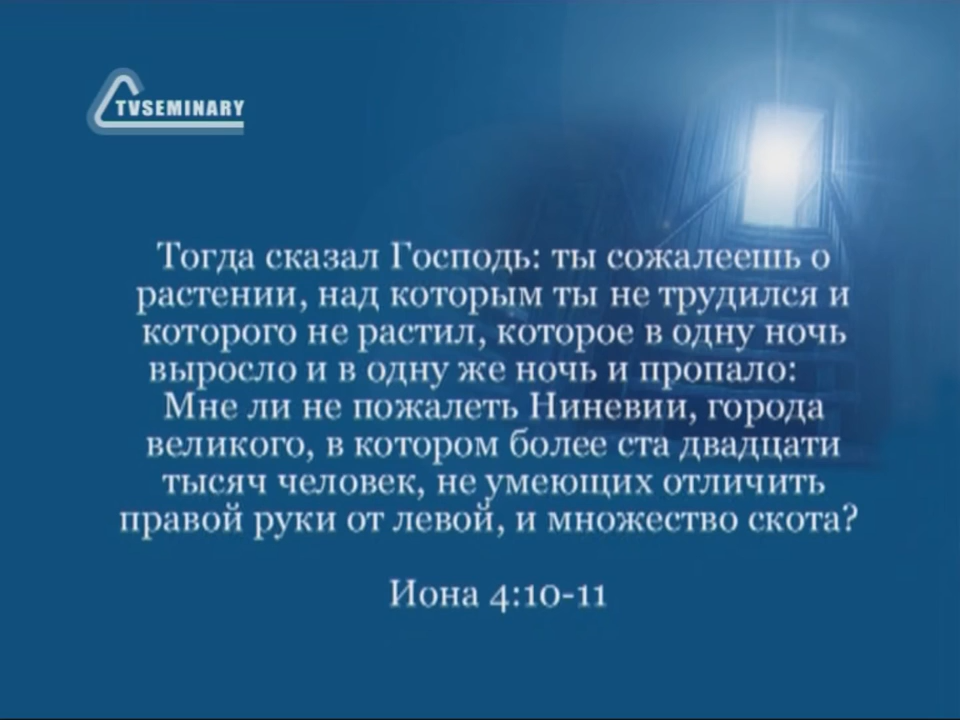 TVSEMINARY
Тогда сказал Господь: ты сожалеешь о
растении, над которым ты не трудился и
которого не растил, которое в одну ночь
выросло и в одну же ночь и пропало:
Мне ли не пожалеть Ниневии, города
великого, в котором более ста двадцати
тысяч человек, не умеющих отличить
правой руки от левой, и множество скота?
Иона 4:10-11